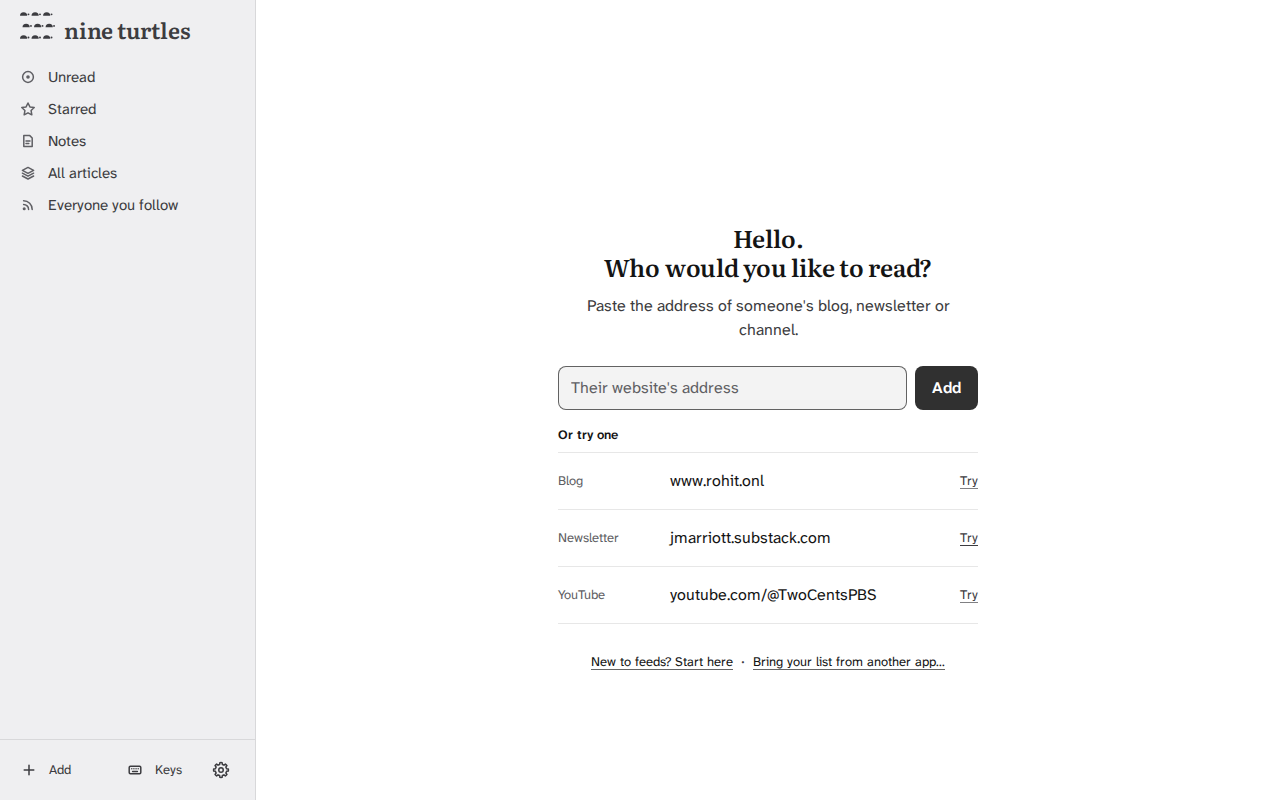 nine turtles
Unread
Starred
Notes
All articles
Everyone you follow
Hello.
Who would you like to read?
Paste the address of someone's blog, newsletter or
channel.
Their website's address
Add
Or try one
Blog
www.rohit.onl
Try
Newsletter
jmarriott.substack.com
Try
YouTube
youtube.com/@TwoCentsPBS
Try
New to feeds? Start here · Bring your list from another app...
Add
Keys